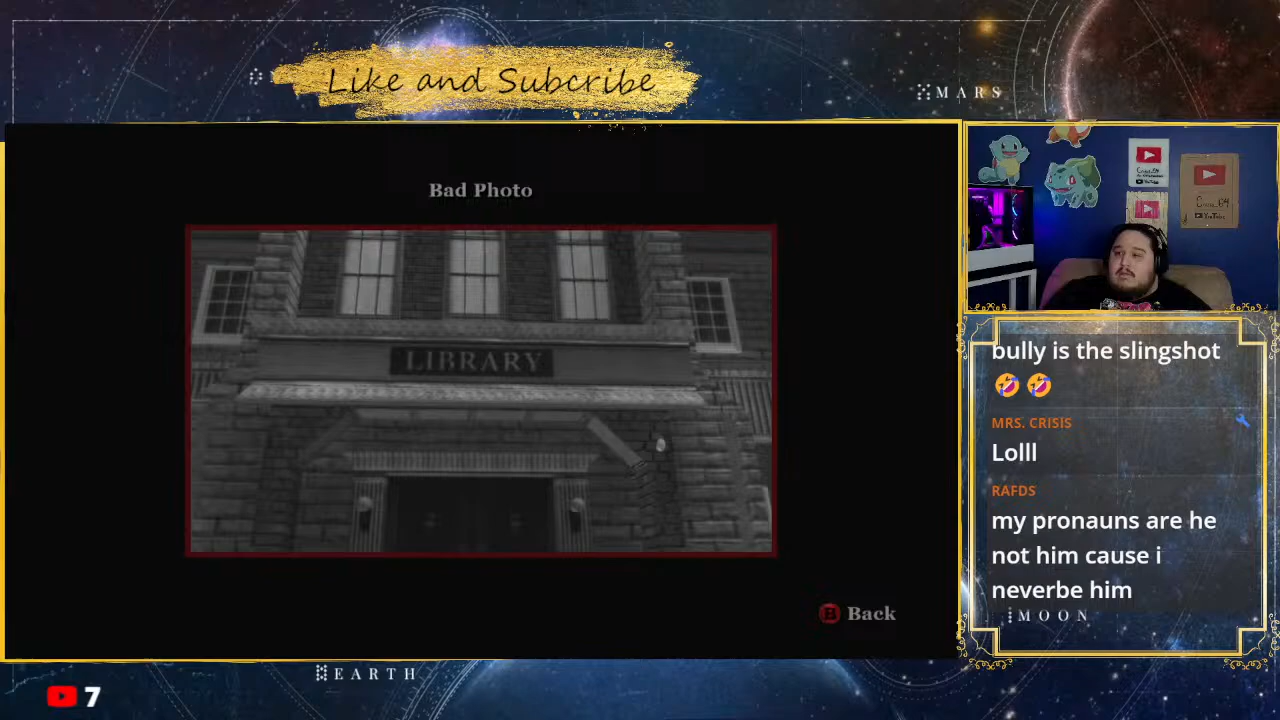 Like and Subcribe
MARS
Bad Photo
LIBRARY
B Back
bully is the slingshot
🤣 🤣
MRS. CRISIS
Lolll
RAFDS
my pronauns are he
not him cause i
neverbe him
MOON
EARTH
7